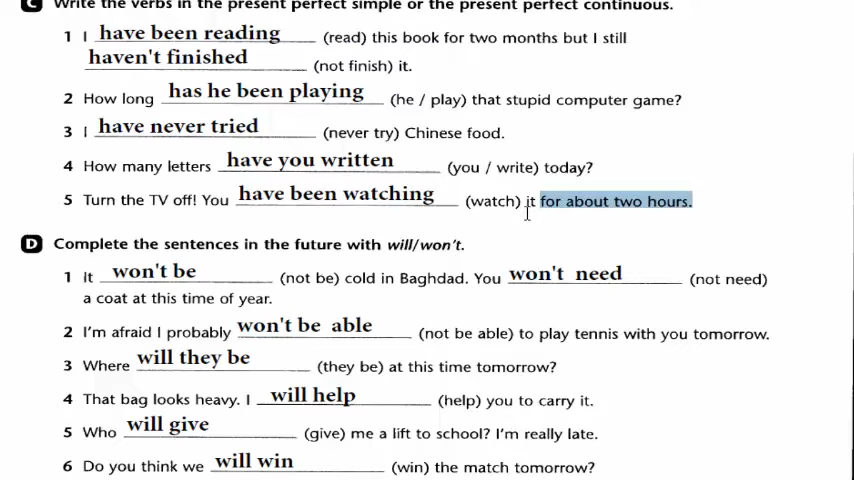 C Write the verbs in the present perfect simple or the present perfect continuous.
1 I have been reading (read) this book for two months but I still
haven't finished (not finish) it.
2 How long has he been playing (he / play) that stupid computer game?
3 I have never tried (never try) Chinese food.
4 How many letters have you written (you / write) today?
5 Turn the TV off! You have been watching (watch) it for about two hours.
D Complete the sentences in the future with will/won't.
1 It won't be (not be) cold in Baghdad. You won't need (not need)
a coat at this time of year.
2 I'm afraid I probably won't be able (not be able) to play tennis with you tomorrow.
3 Where will they be (they be) at this time tomorrow?
4 That bag looks heavy. I will help (help) you to carry it.
5 Who will give (give) me a lift to school? I'm really late.
6 Do you think we will win (win) the match tomorrow?